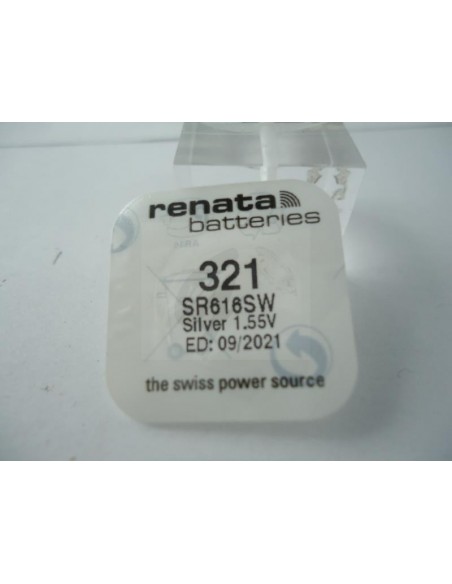 renata
batteries
321
SR616SW
Silver 1.55V
ED: 09/2021
the swiss power source